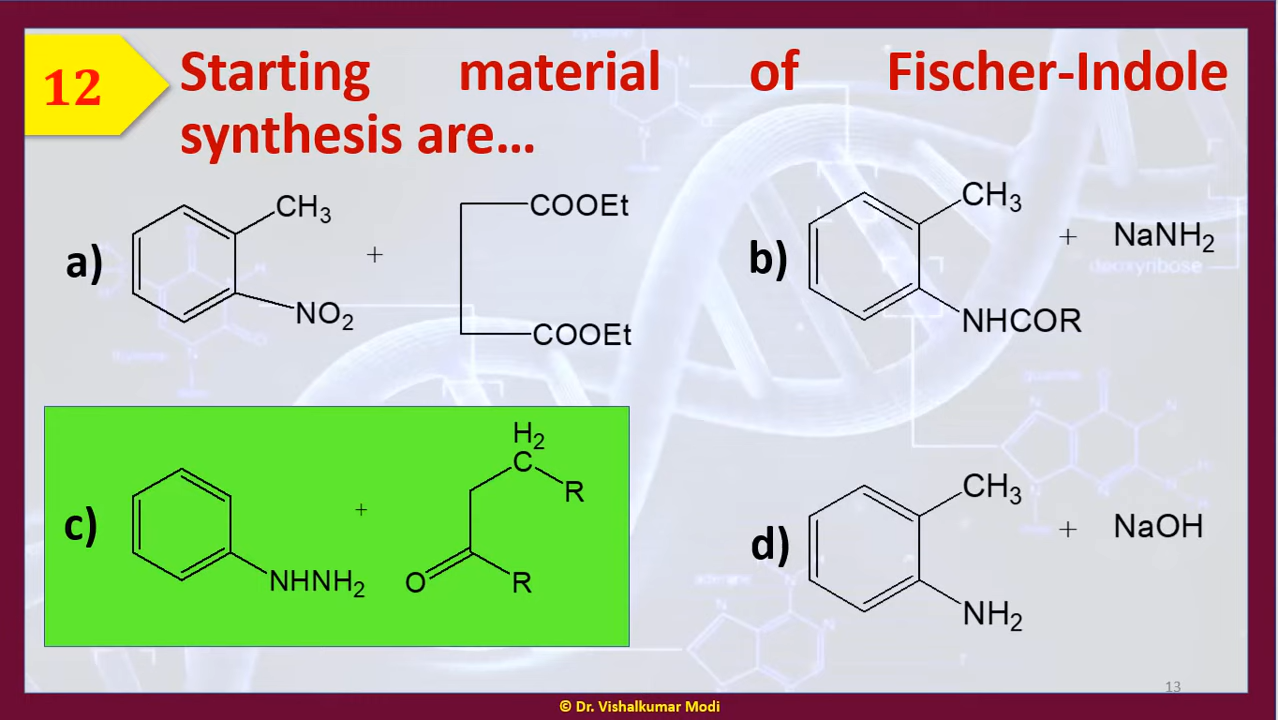 12
Starting material of Fischer-Indole
synthesis are...
a)
CH3
NO2
+
COOEt
COOEt
b)
CH3
NHCOR
+
NaNH2
deoxyribose
c)
NHNH2
+
H2
C
R
O
R
d)
CH3
NH2
+
NaOH
13
© Dr. Vishalkumar Modi